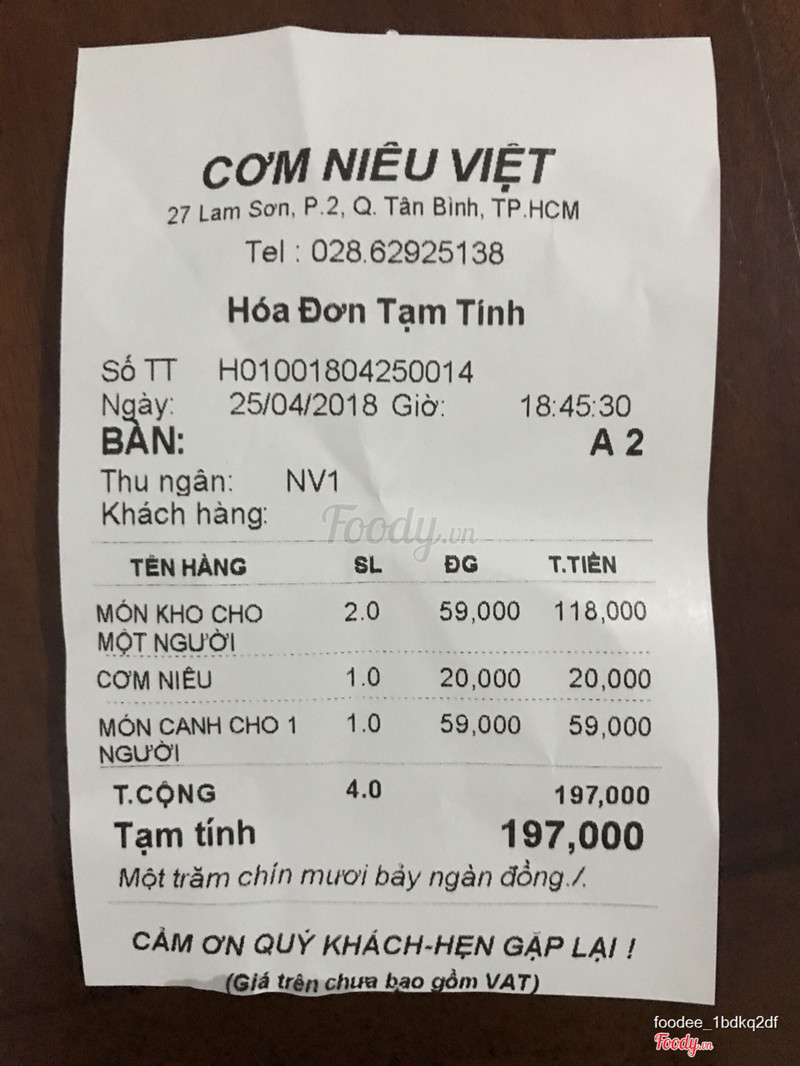 CƠM NIÊU VIỆT
27 Lam Sơn, P.2, Q. Tân Bình, TP.HCM
Tel : 028.62925138
Hóa Đơn Tạm Tính
Số TT H01001804250014
Ngày: 25/04/2018 Giờ: 18:45:30
BÀN: A 2
Thu ngân: NV1
Khách hàng:
Foody.vn
TÊN HÀNG SL ĐG T.TIỀN
MÓN KHO CHO 2.0 59,000 118,000
MỘT NGƯỜI
CƠM NIÊU 1.0 20,000 20,000
MÓN CANH CHO 1 1.0 59,000 59,000
NGƯỜI
T.CỘNG 4.0 197,000
Tạm tính 197,000
Một trăm chín mươi bảy ngàn đồng./.
CẢM ƠN QUÝ KHÁCH-HẸN GẶP LẠI !
(Giá trên chưa bao gồm VAT)
foodee_1bdkq2df
Foody.vn